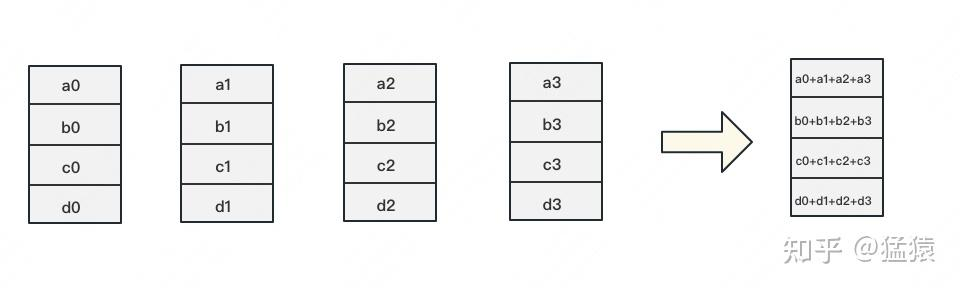 a0 a1 a2 a3 a0+a1+a2+a3
b0 b1 b2 b3 b0+b1+b2+b3
c0 c1 c2 c3 c0+c1+c2+c3
d0 d1 d2 d3 d0+d1+d2+d3
知乎 @猛猿